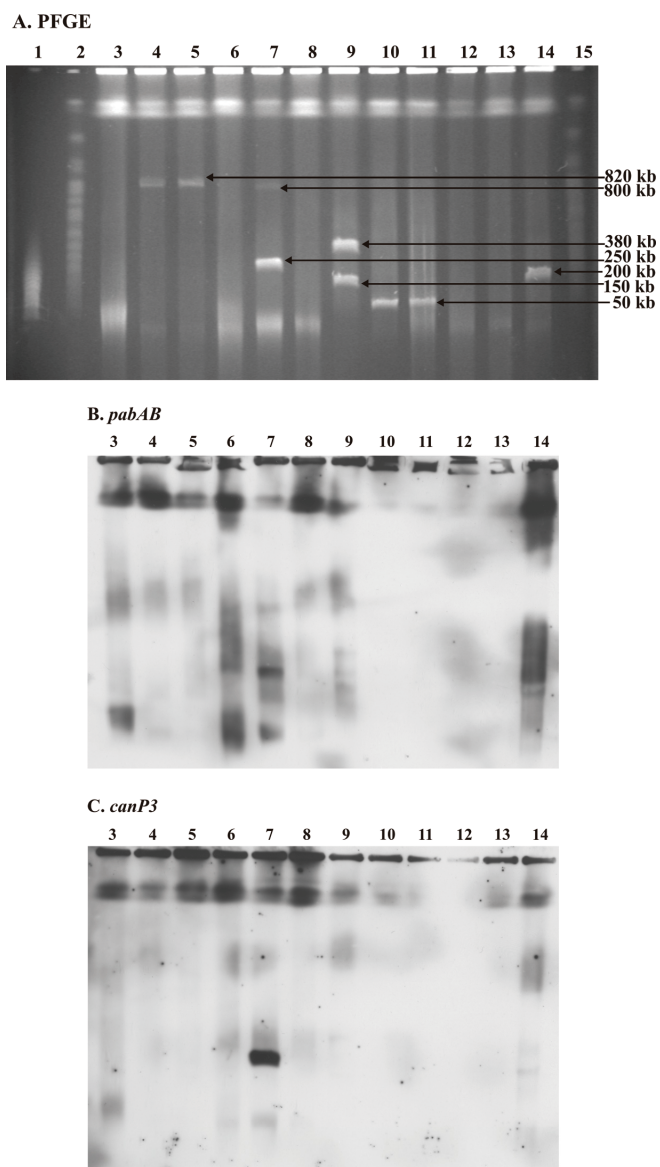 A. PFGE
1 2 3 4 5 6 7 8 9 10 11 12 13 14 15
820 kb
800 kb
380 kb
250 kb
200 kb
150 kb
50 kb
B. pabAB
3 4 5 6 7 8 9 10 11 12 13 14
C. canP3
3 4 5 6 7 8 9 10 11 12 13 14